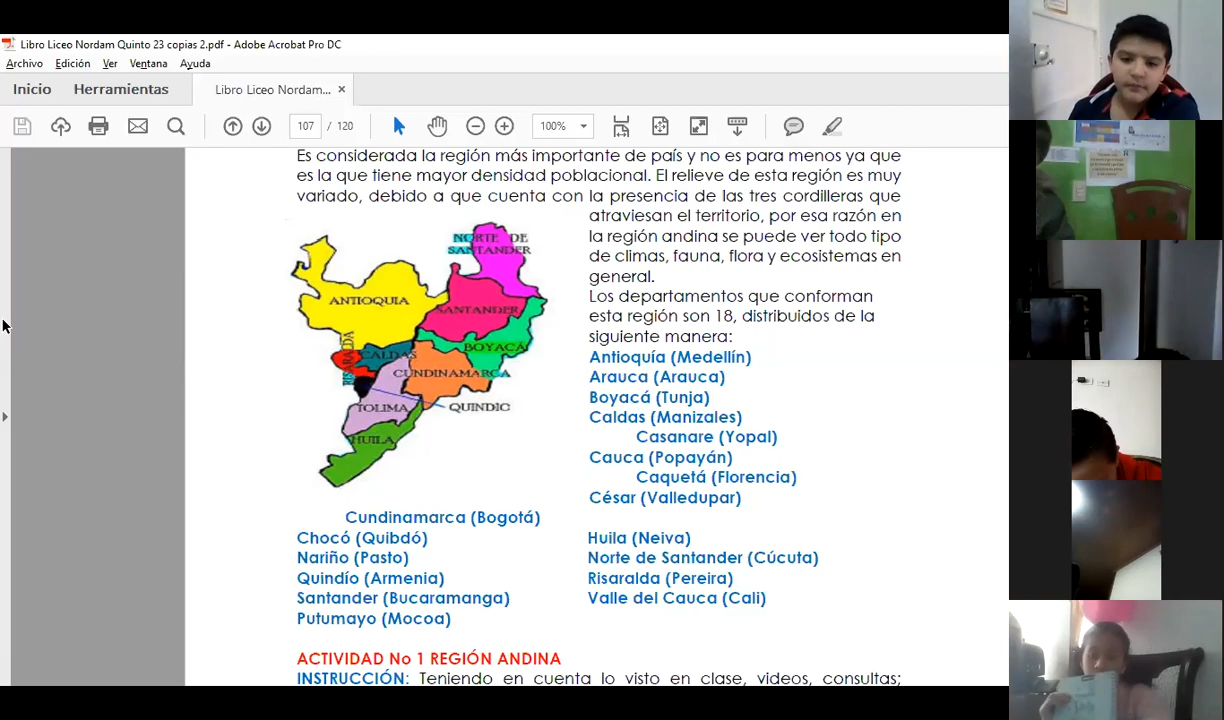 Libro Liceo Nordam Quinto 23 copias 2.pdf - Adobe Acrobat Pro DC
Archivo Edición Ver Ventana Ayuda
Inicio Herramientas Libro Liceo Nordam... ×
107 / 120 100%
Es considerada la región más importante de país y no es para menos ya que
es la que tiene mayor densidad poblacional. El relieve de esta región es muy
variado, debido a que cuenta con la presencia de las tres cordilleras que
atraviesan el territorio, por esa razón en
la región andina se puede ver todo tipo
de climas, fauna, flora y ecosistemas en
general.
Los departamentos que conforman
esta región son 18, distribuidos de la
siguiente manera:
Antioquía (Medellín)
Arauca (Arauca)
Boyacá (Tunja)
Caldas (Manizales)
Casanare (Yopal)
Cauca (Popayán)
Caquetá (Florencia)
César (Valledupar)
NORTE DE
SANTANDER
ANTIOQUIA
SANTANDER
BOYACÁ
RISARALDA
CALDAS
CUNDINAMARCA
TOLIMA
QUINDIC
HUILA
Cundinamarca (Bogotá)
Chocó (Quibdó) Huila (Neiva)
Nariño (Pasto) Norte de Santander (Cúcuta)
Quindío (Armenia) Risaralda (Pereira)
Santander (Bucaramanga) Valle del Cauca (Cali)
Putumayo (Mocoa)
ACTIVIDAD No 1 REGIÓN ANDINA
INSTRUCCIÓN: Teniendo en cuenta lo visto en clase, videos, consultas;